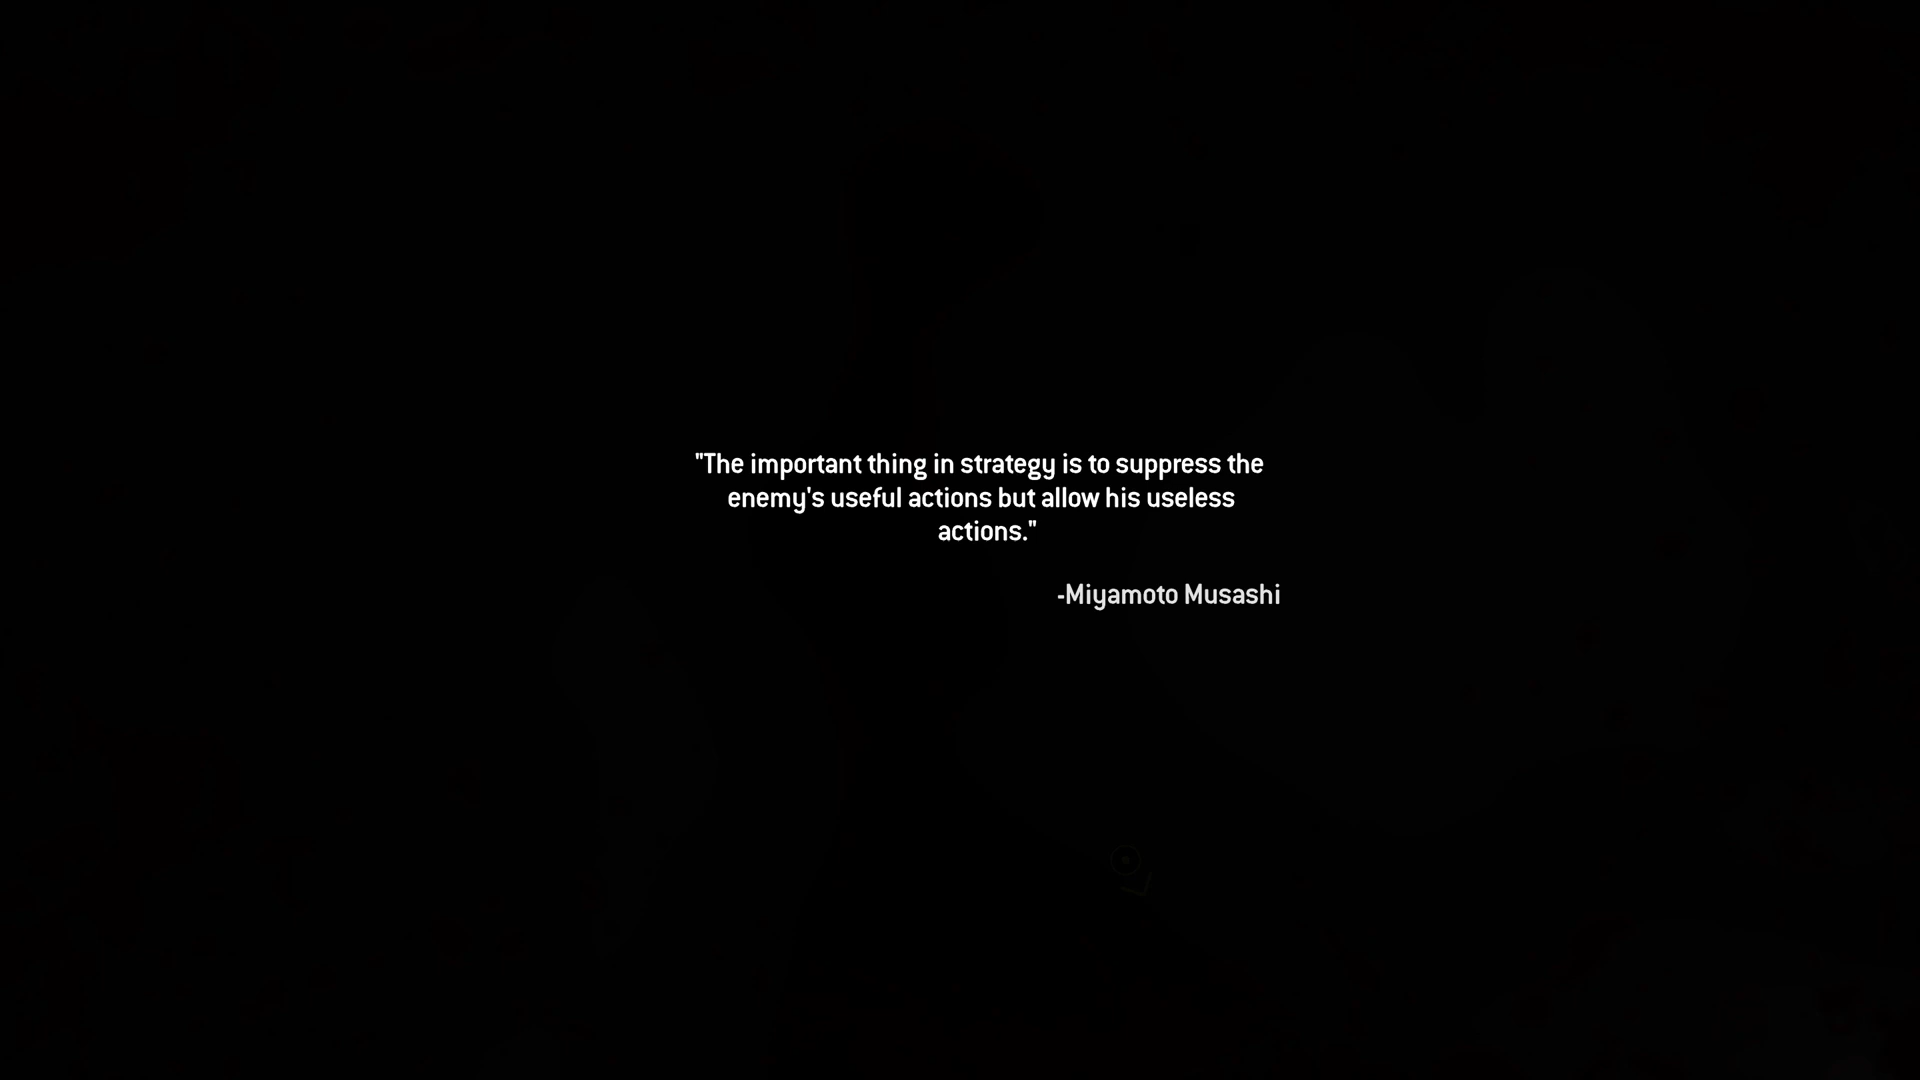 "The important thing in strategy is to suppress the
enemy's useful actions but allow his useless
actions."
-Miyamoto Musashi